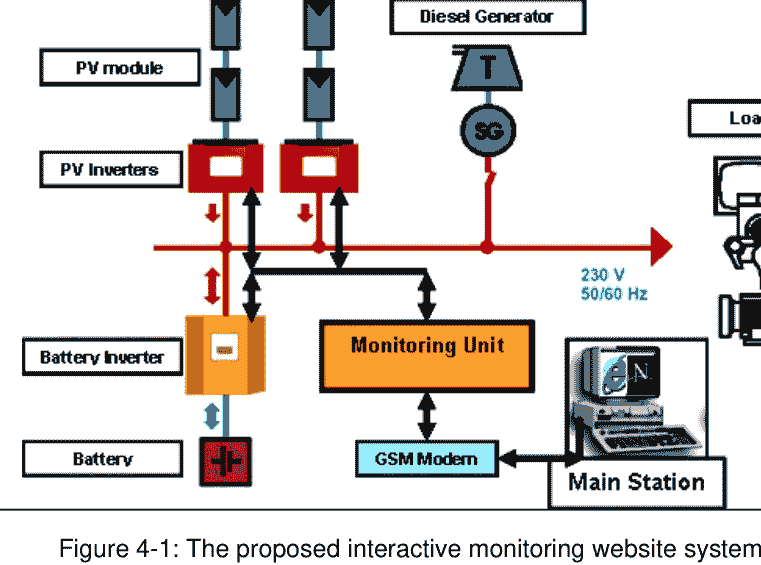 Diesel Generator
PV module
T
Loa
SG
PV Inverters
230 V
50/60 Hz
Battery Inverter
Monitoring Unit
e N
Battery
GSM Modem
Main Station
Figure 4-1: The proposed interactive monitoring website system